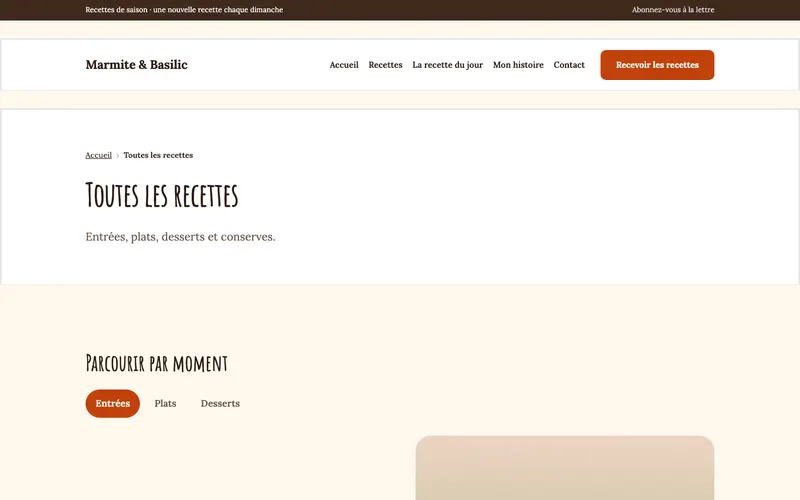 Recettes de saison · une nouvelle recette chaque dimanche
Abonnez-vous à la lettre
Marmite & Basilic
Accueil
Recettes
La recette du jour
Mon histoire
Contact
Recevoir les recettes
Accueil › Toutes les recettes
Toutes les recettes
Entrées, plats, desserts et conserves.
Parcourir par moment
Entrées
Plats
Desserts